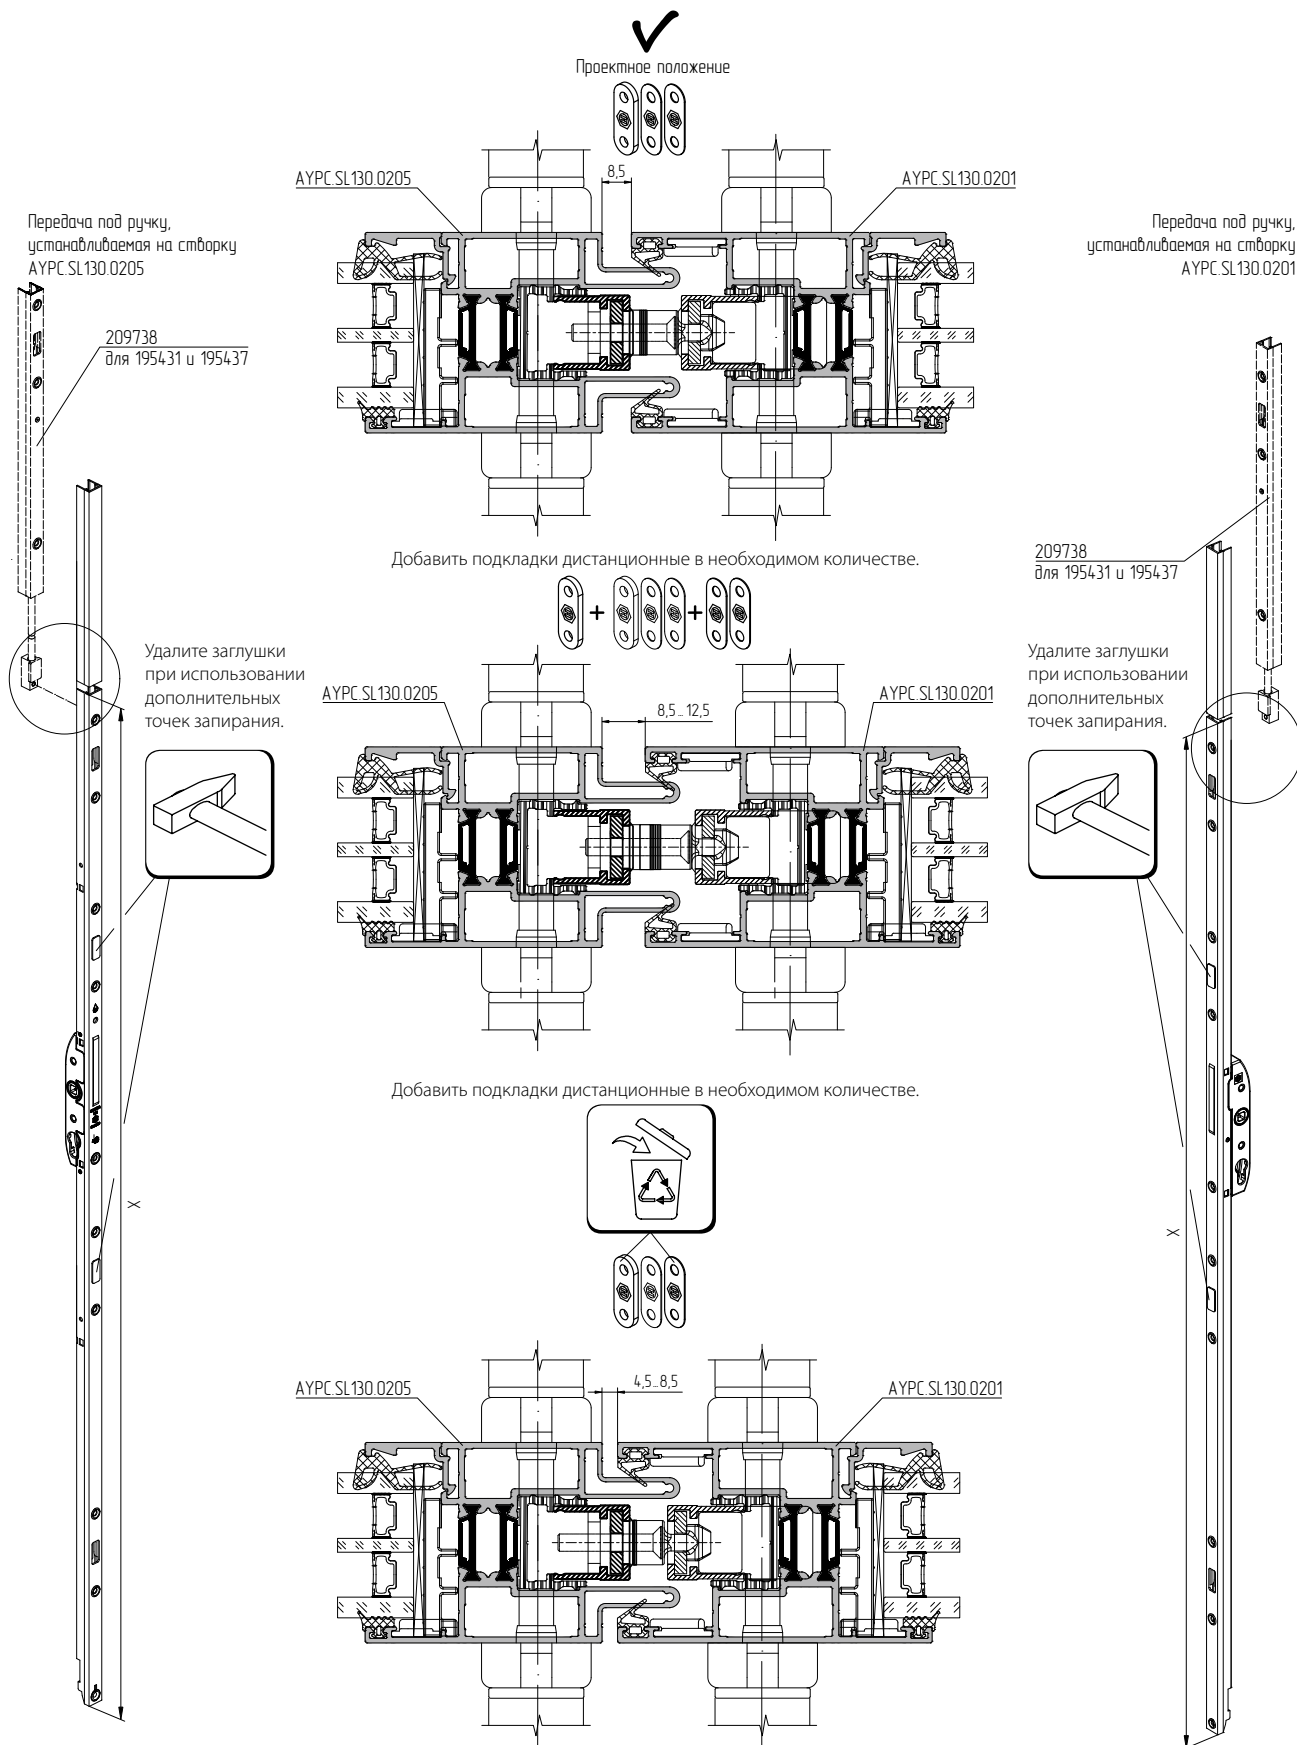 Проектное положение
8,5
AYPC.SL130.0205
AYPC.SL130.0201
Передача под ручку,
устанавливаемая на створку
AYPC.SL130.0205
209738
для 195431 и 195437
Передача под ручку,
устанавливаемая на створку
AYPC.SL130.0201
209738
для 195431 и 195437
Добавить подкладки дистанционные в необходимом количестве.
+
+
Удалите заглушки
при использовании
дополнительных
точек запирания.
Удалите заглушки
при использовании
дополнительных
точек запирания.
AYPC.SL130.0205
8,5...12,5
AYPC.SL130.0201
Добавить подкладки дистанционные в необходимом количестве.
X
X
AYPC.SL130.0205
4,5...8,5
AYPC.SL130.0201